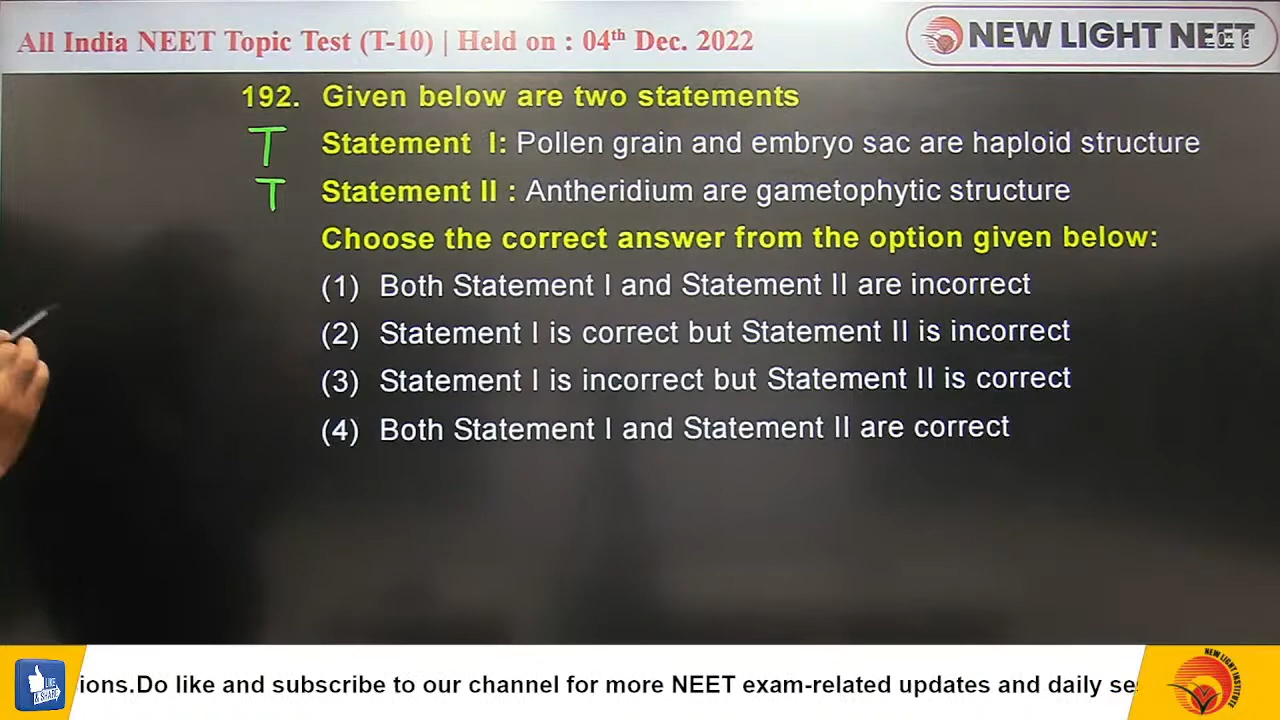 All India NEET Topic Test (T-10) | Held on : 04th Dec. 2022
NEW LIGHT NEET
192. Given below are two statements
T Statement I: Pollen grain and embryo sac are haploid structure
T Statement II : Antheridium are gametophytic structure
Choose the correct answer from the option given below:
(1) Both Statement I and Statement II are incorrect
(2) Statement I is correct but Statement II is incorrect
(3) Statement I is incorrect but Statement II is correct
(4) Both Statement I and Statement II are correct
LIKE
& SHARE
ions.Do like and subscribe to our channel for more NEET exam-related updates and daily se
NEW LIGHT INSTITUTE